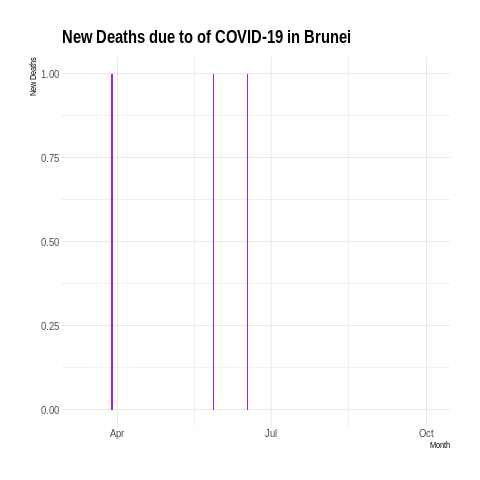 New Deaths due to of COVID-19 in Brunei
New Deaths
1.00
0.75
0.50
0.25
0.00
Apr Jul Oct
Month